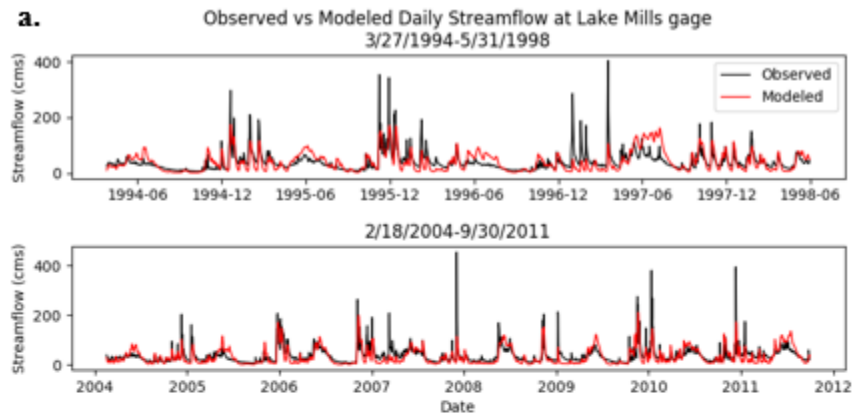 a.
Observed vs Modeled Daily Streamflow at Lake Mills gage
3/27/1994-5/31/1998
Streamflow (cms)
400
200
0
Observed
Modeled
1994-06 1994-12 1995-06 1995-12 1996-06 1996-12 1997-06 1997-12 1998-06
2/18/2004-9/30/2011
Streamflow (cms)
400
200
0
2004 2005 2006 2007 2008 2009 2010 2011 2012
Date